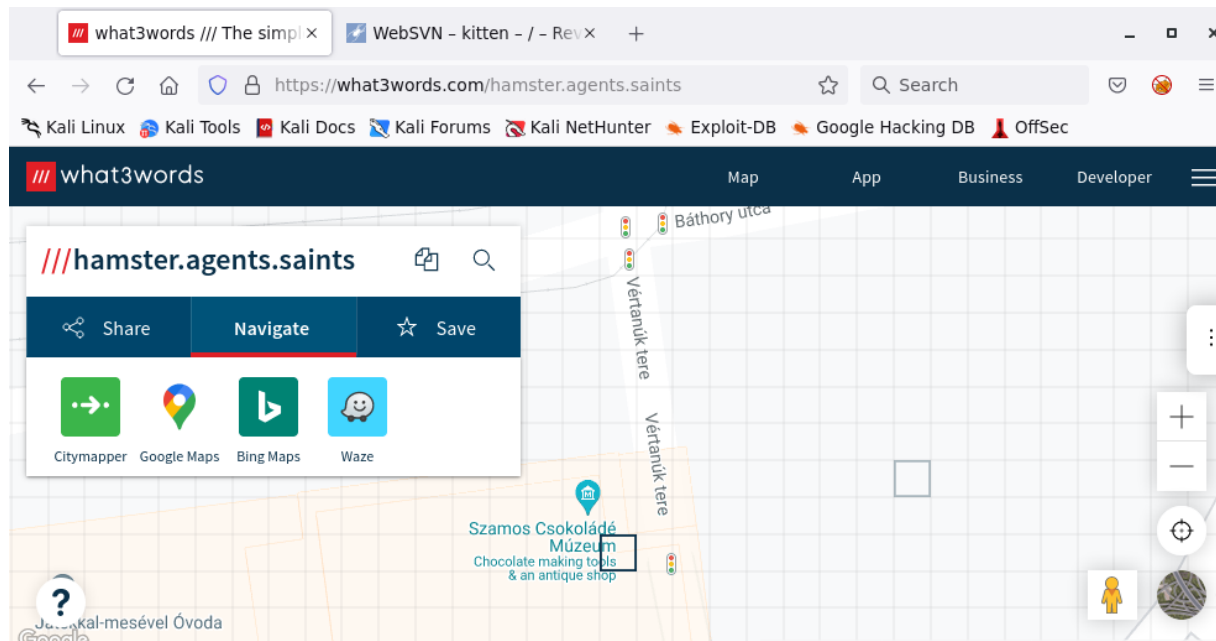 what3words /// The simpl
WebSVN – kitten – / – Rev
https://what3words.com/hamster.agents.saints
Search
Kali Linux Kali Tools Kali Docs Kali Forums Kali NetHunter Exploit-DB Google Hacking DB OffSec
/// what3words
Map App Business Developer
Báthory utca
///hamster.agents.saints
Share Navigate Save
Vértanúk tere
Citymapper Google Maps Bing Maps Waze
Vértanúk tere
Szamos Csokoládé
Múzeum
Chocolate making tools
& an antique shop
?
-mesével Óvoda
Google